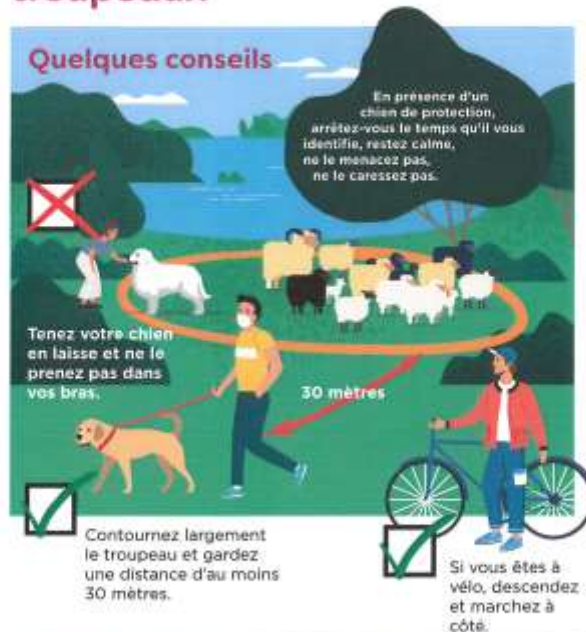 troupeaux
Quelques conseils
En présence d'un
chien de protection,
arrêtez-vous le temps qu'il vous
identifie, restez calme,
ne le menacez pas,
ne le caressez pas.
Tenez votre chien
en laisse et ne le
prenez pas dans
vos bras.
30 mètres
Contournez largement
le troupeau et gardez
une distance d'au moins
30 mètres.
Si vous êtes à
vélo, descendez
et marchez à
côté.